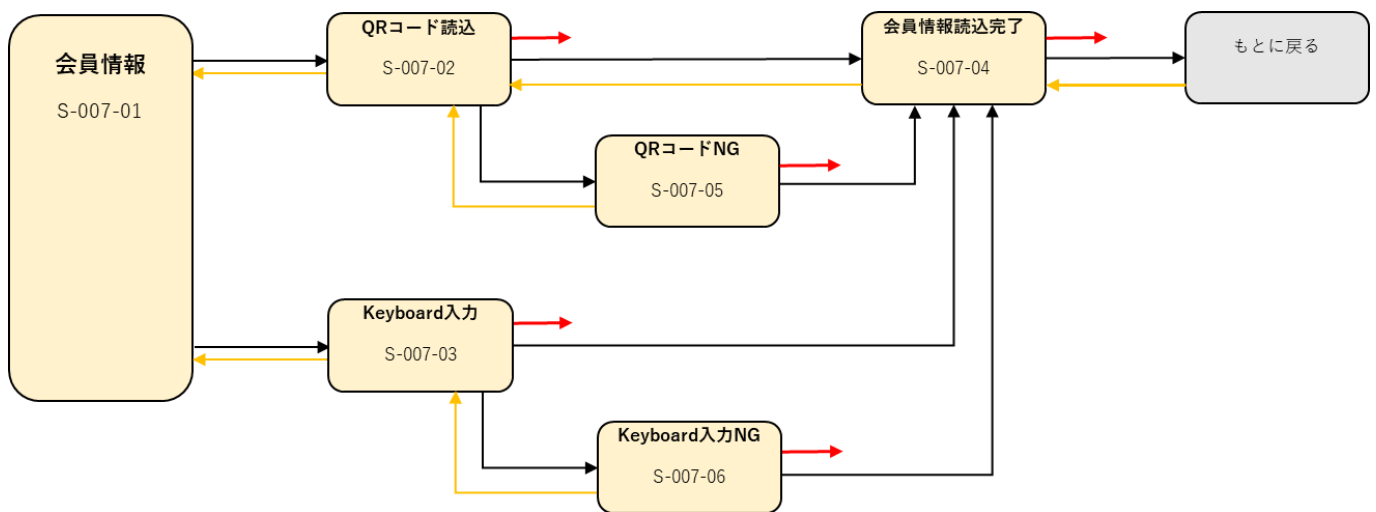 会員情報
S-007-01
QRコード読込
S-007-02
会員情報読込完了
S-007-04
もとに戻る
QRコードNG
S-007-05
Keyboard入力
S-007-03
Keyboard入力NG
S-007-06